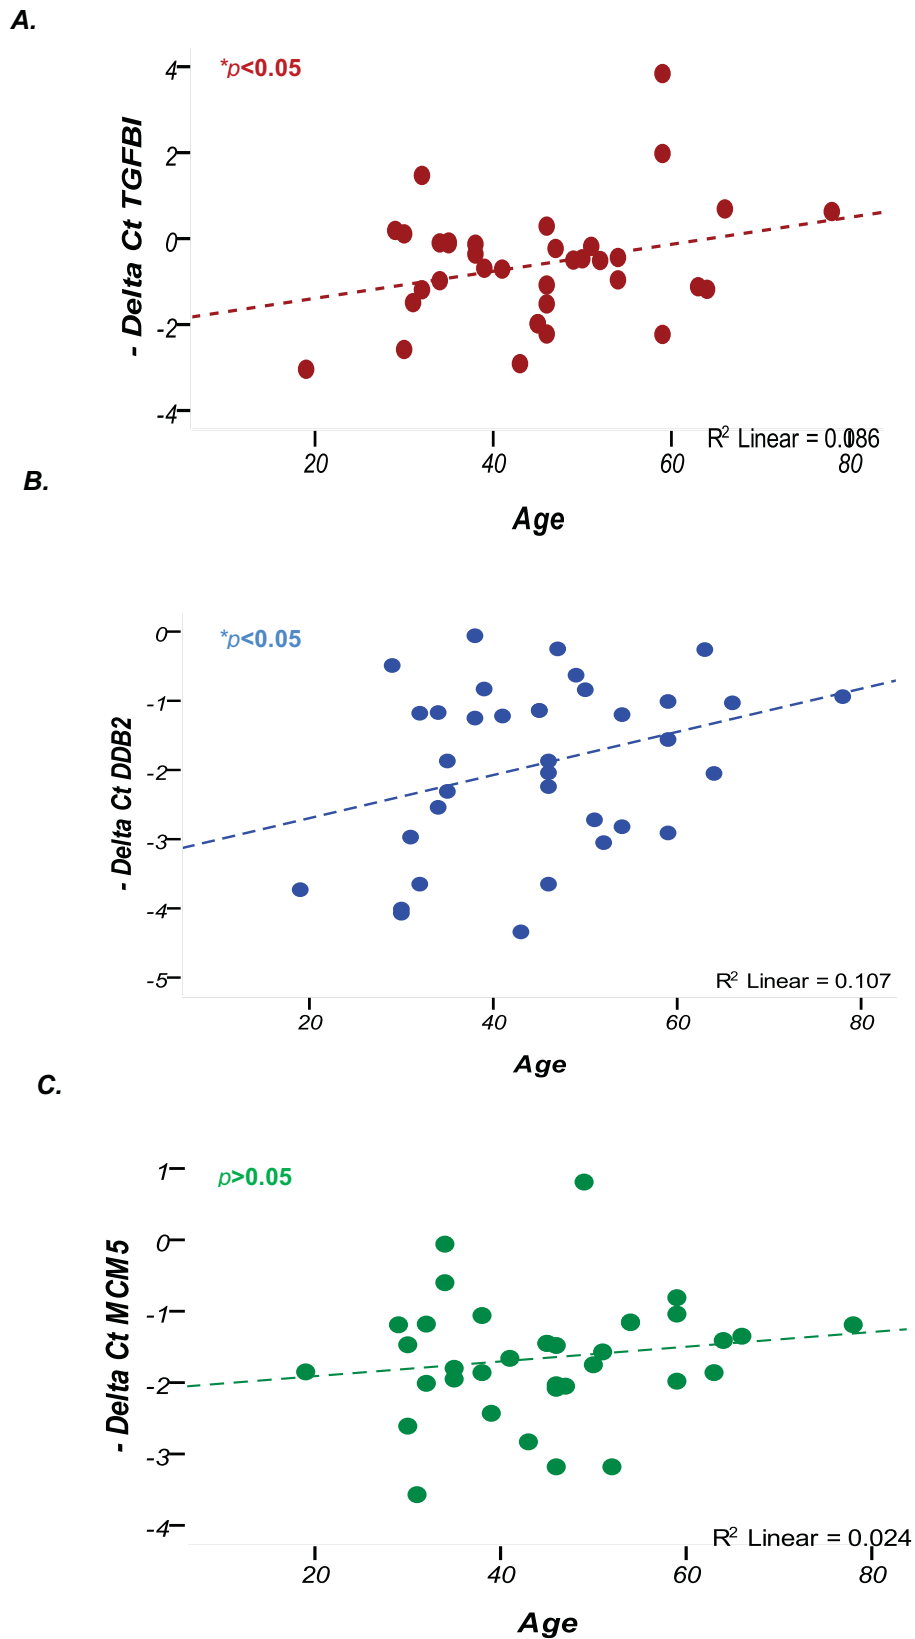 A.
*p<0.05
- Delta Ct TGFBI
4
2
0
-2
-4
R² Linear = 0.086
20 40 60 80
Age
B.
*p<0.05
- Delta Ct DDB2
0
-1
-2
-3
-4
-5
R² Linear = 0.107
20 40 60 80
Age
C.
p>0.05
- Delta Ct MCM5
1
0
-1
-2
-3
-4
R² Linear = 0.024
20 40 60 80
Age